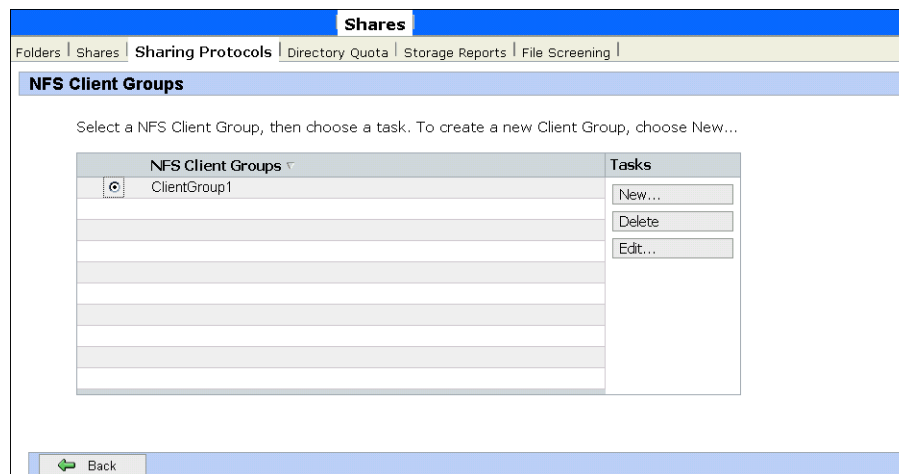 Shares
Folders | Shares | Sharing Protocols | Directory Quota | Storage Reports | File Screening |
NFS Client Groups
Select a NFS Client Group, then choose a task. To create a new Client Group, choose New...
NFS Client Groups Tasks
ClientGroup1
New...
Delete
Edit...
Back